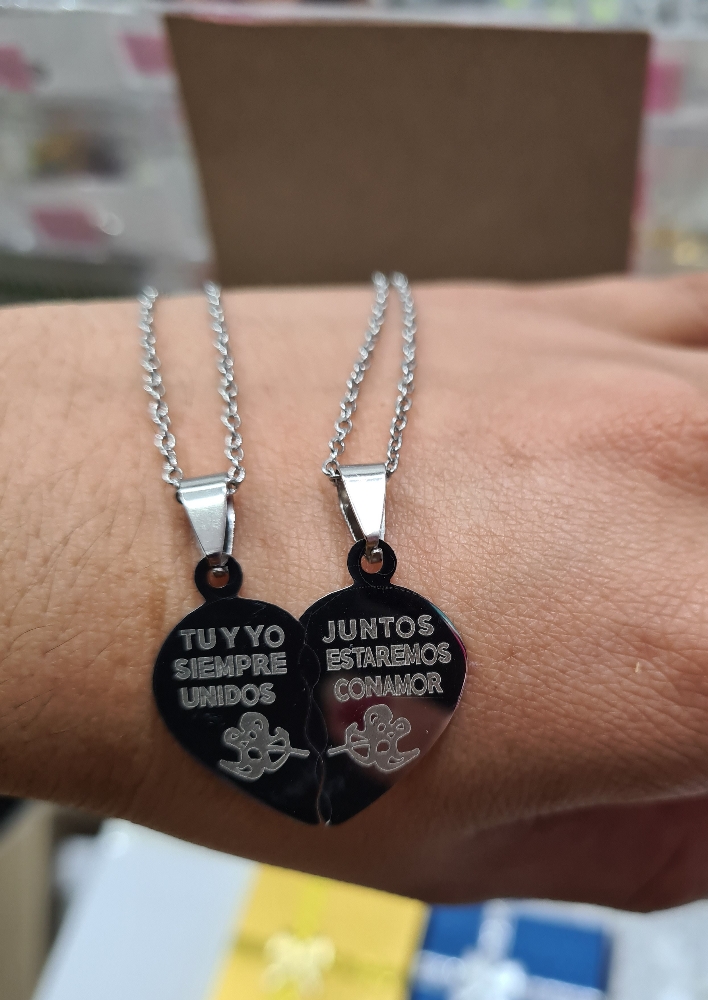 TU Y YO
SIEMPRE
UNIDOS
JUNTOS
ESTAREMOS
CONAMOR